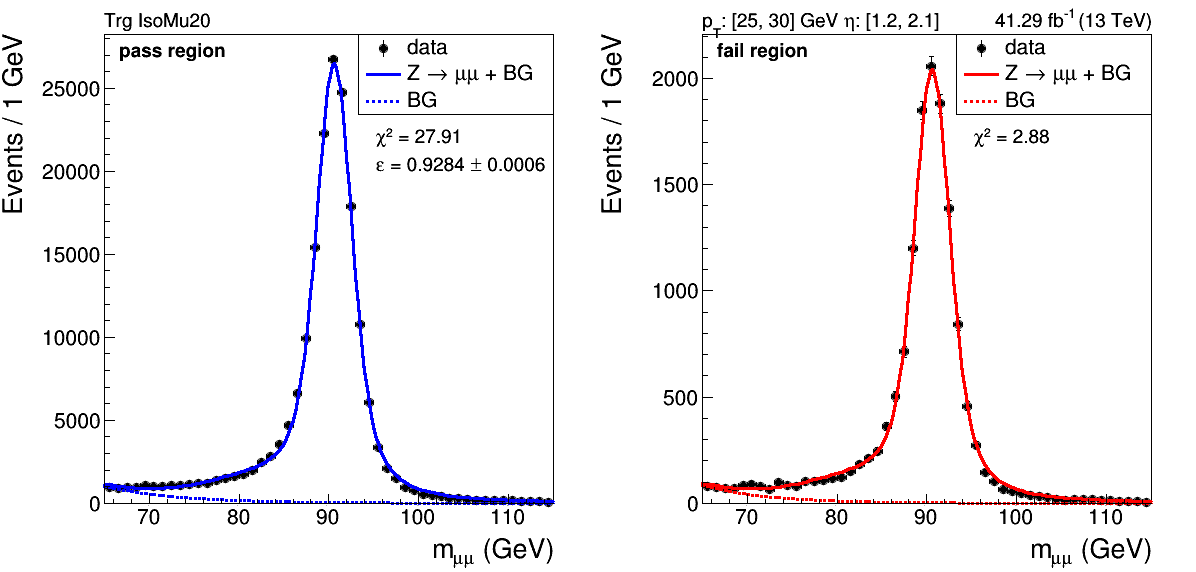 Trg IsoMu20
pass region
data
Z → μμ + BG
BG
χ² = 27.91
ε = 0.9284 ± 0.0006
Events / 1 GeV
25000
20000
15000
10000
5000
0
70 80 90 100 110
m_μμ (GeV)
p_T: [25, 30] GeV η: [1.2, 2.1] 41.29 fb⁻¹ (13 TeV)
fail region
data
Z → μμ + BG
BG
χ² = 2.88
Events / 1 GeV
2000
1500
1000
500
0
70 80 90 100 110
m_μμ (GeV)